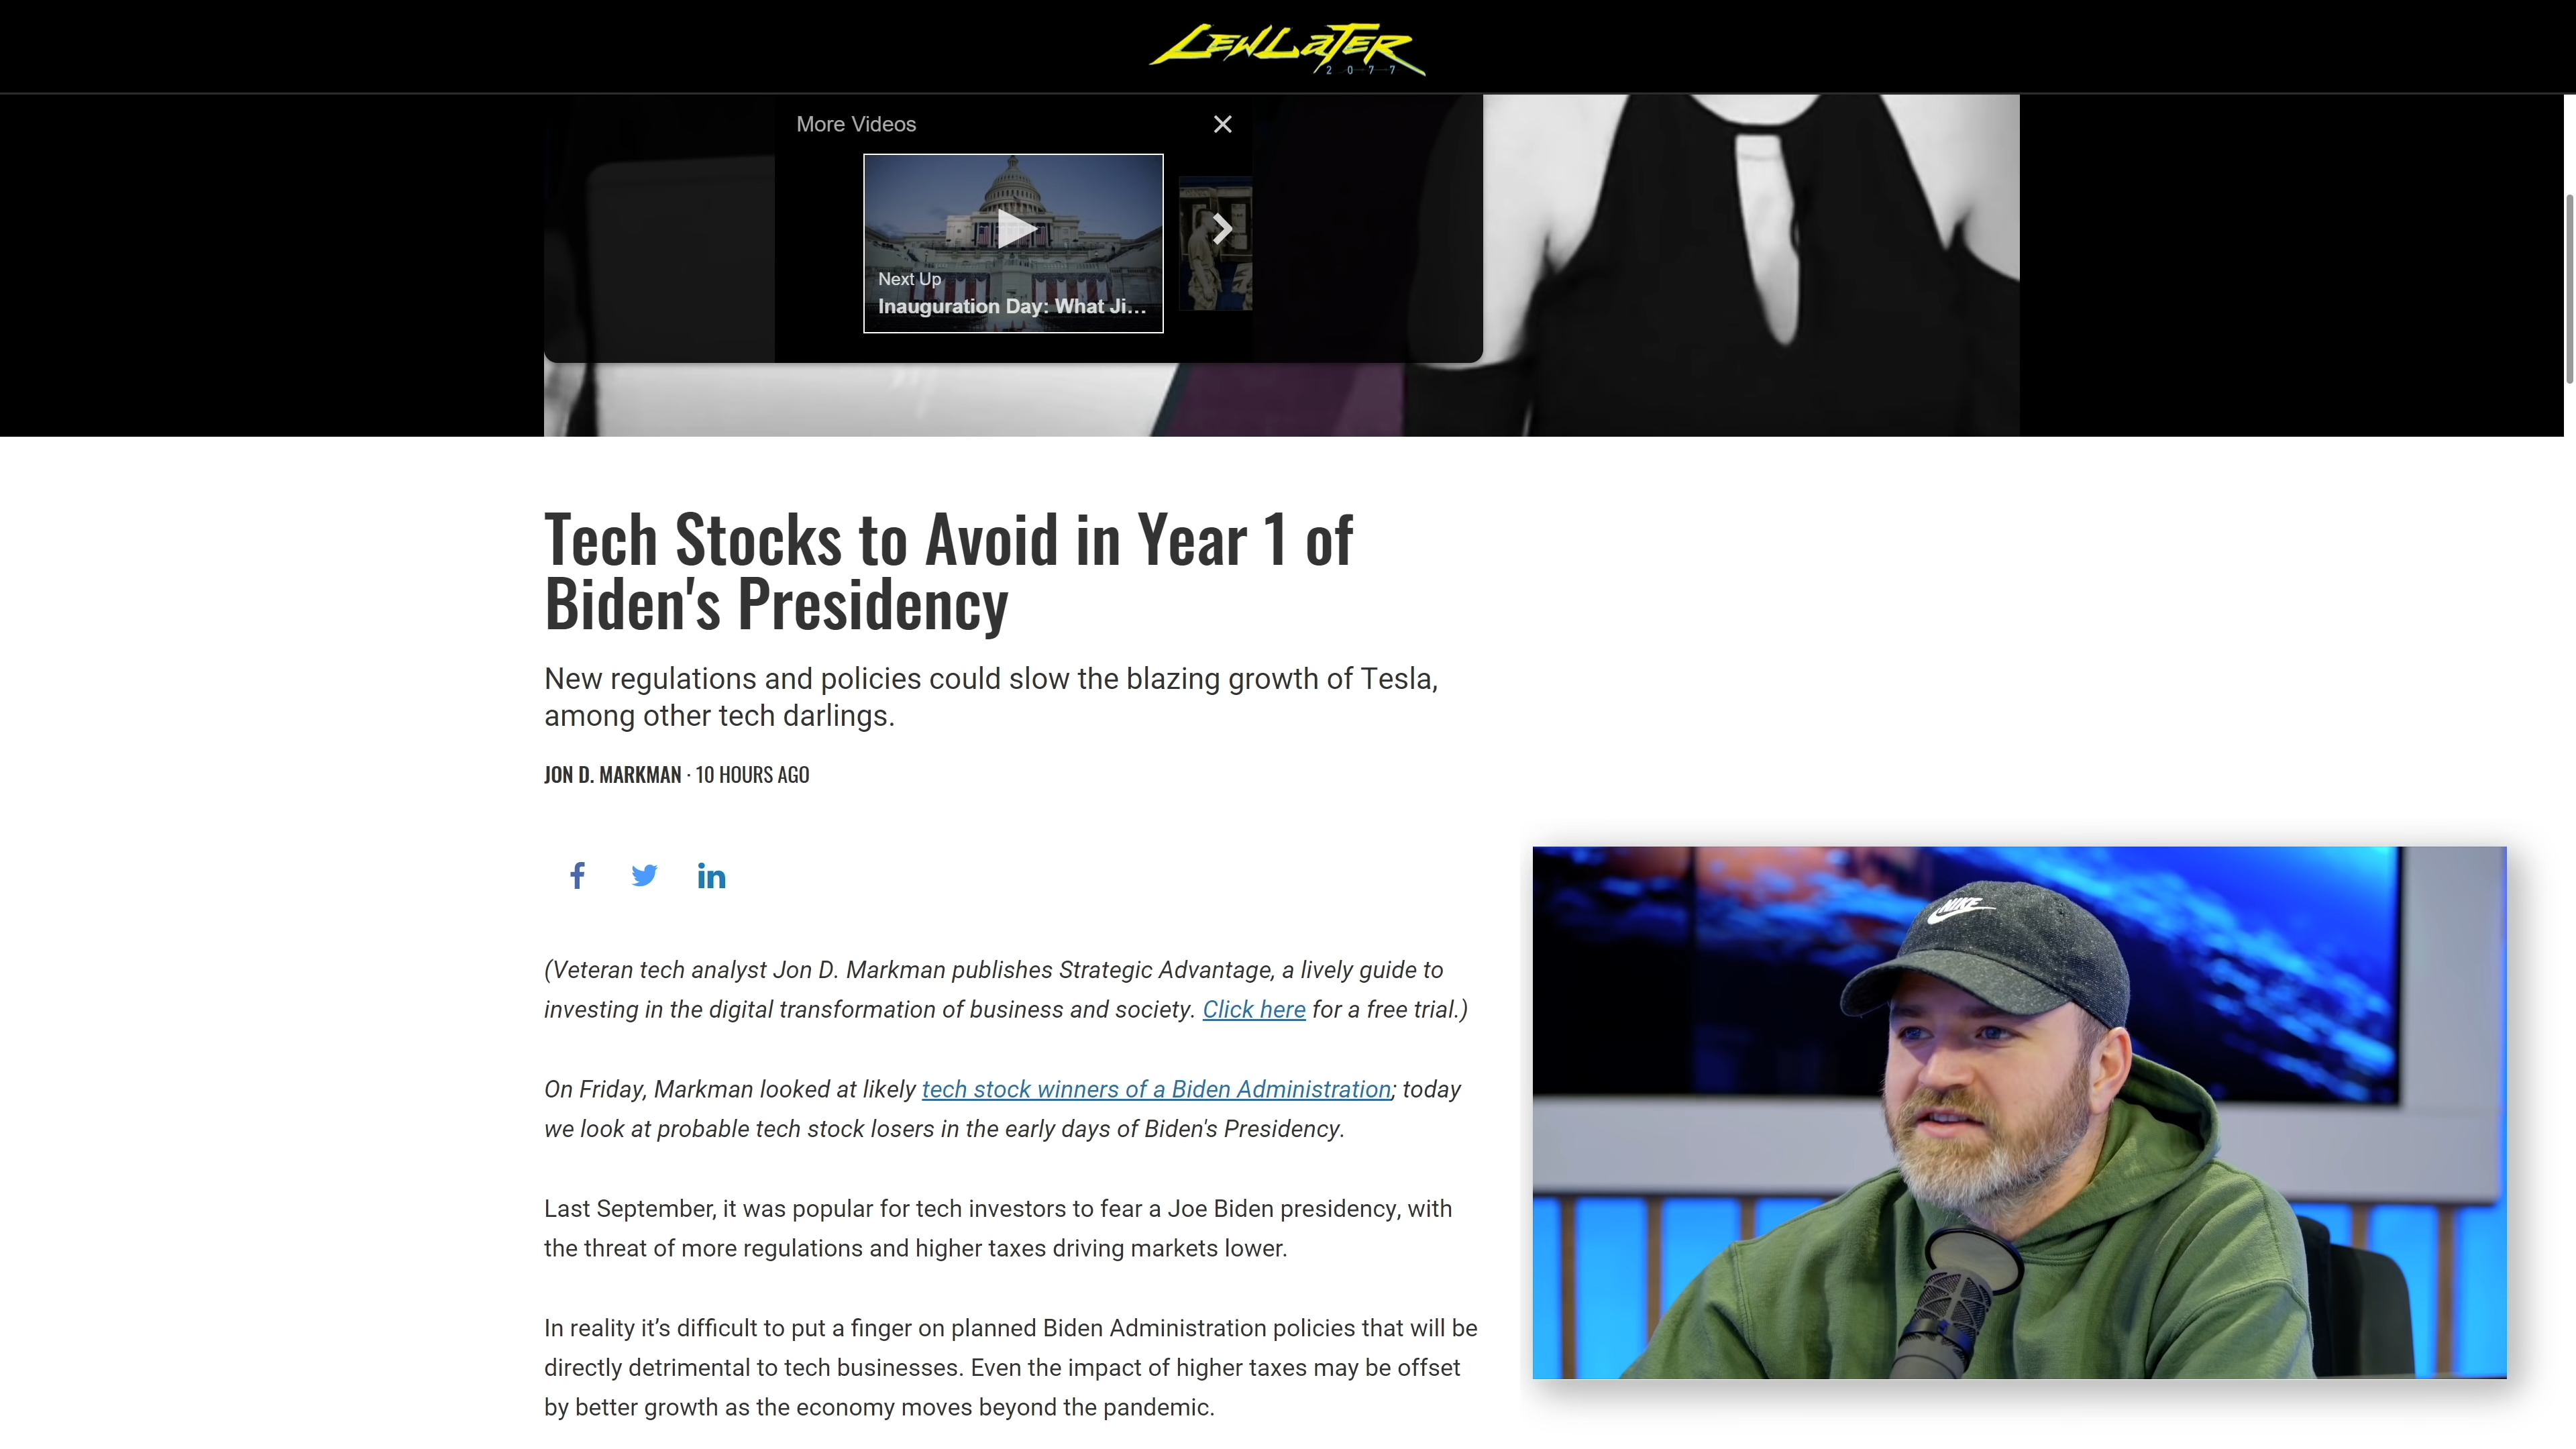 LEWLATER
2077
More Videos
Next Up
Inauguration Day: What Ji...
Tech Stocks to Avoid in Year 1 of
Biden's Presidency
New regulations and policies could slow the blazing growth of Tesla,
among other tech darlings.
JON D. MARKMAN · 10 HOURS AGO
(Veteran tech analyst Jon D. Markman publishes Strategic Advantage, a lively guide to
investing in the digital transformation of business and society. Click here for a free trial.)
On Friday, Markman looked at likely tech stock winners of a Biden Administration; today
we look at probable tech stock losers in the early days of Biden's Presidency.
Last September, it was popular for tech investors to fear a Joe Biden presidency, with
the threat of more regulations and higher taxes driving markets lower.
In reality it’s difficult to put a finger on planned Biden Administration policies that will be
directly detrimental to tech businesses. Even the impact of higher taxes may be offset
by better growth as the economy moves beyond the pandemic.
NIKE